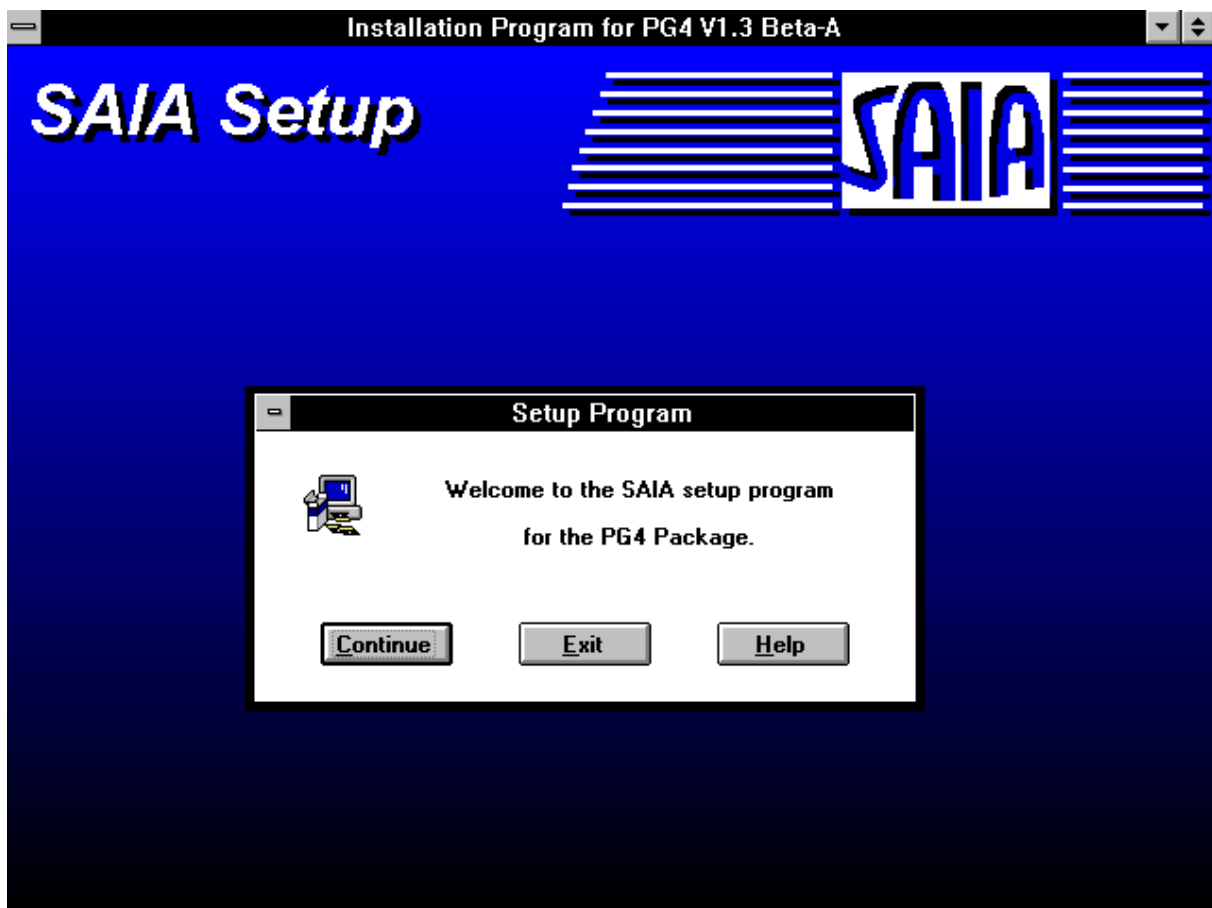 Installation Program for PG4 V1.3 Beta-A
SAIA Setup
SAIA
Setup Program
Welcome to the SAIA setup program
for the PG4 Package.
Continue
Exit
Help